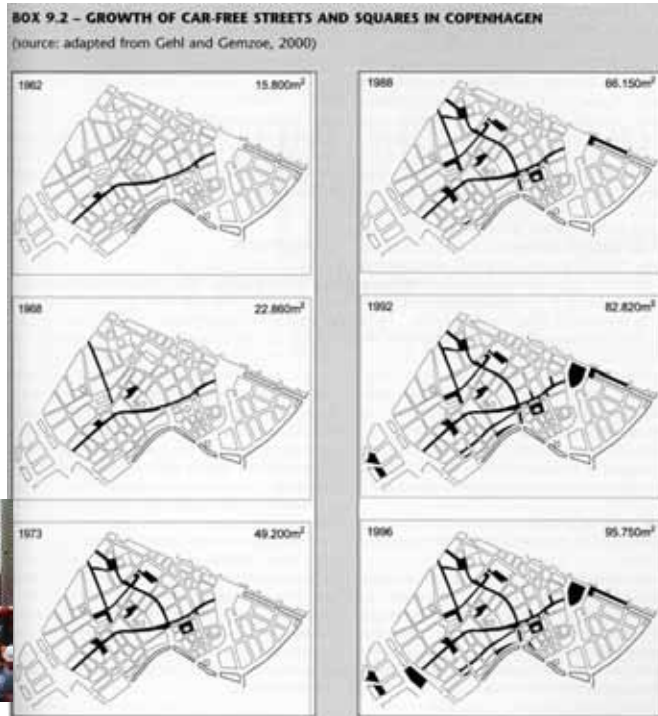 BOX 9.2 – GROWTH OF CAR-FREE STREETS AND SQUARES IN COPENHAGEN
(source: adapted from Gehl and Gemzoe, 2000)
1962 15.800m²
1968 22.860m²
1973 49.200m²
1988 66.150m²
1992 82.820m²
1996 95.750m²